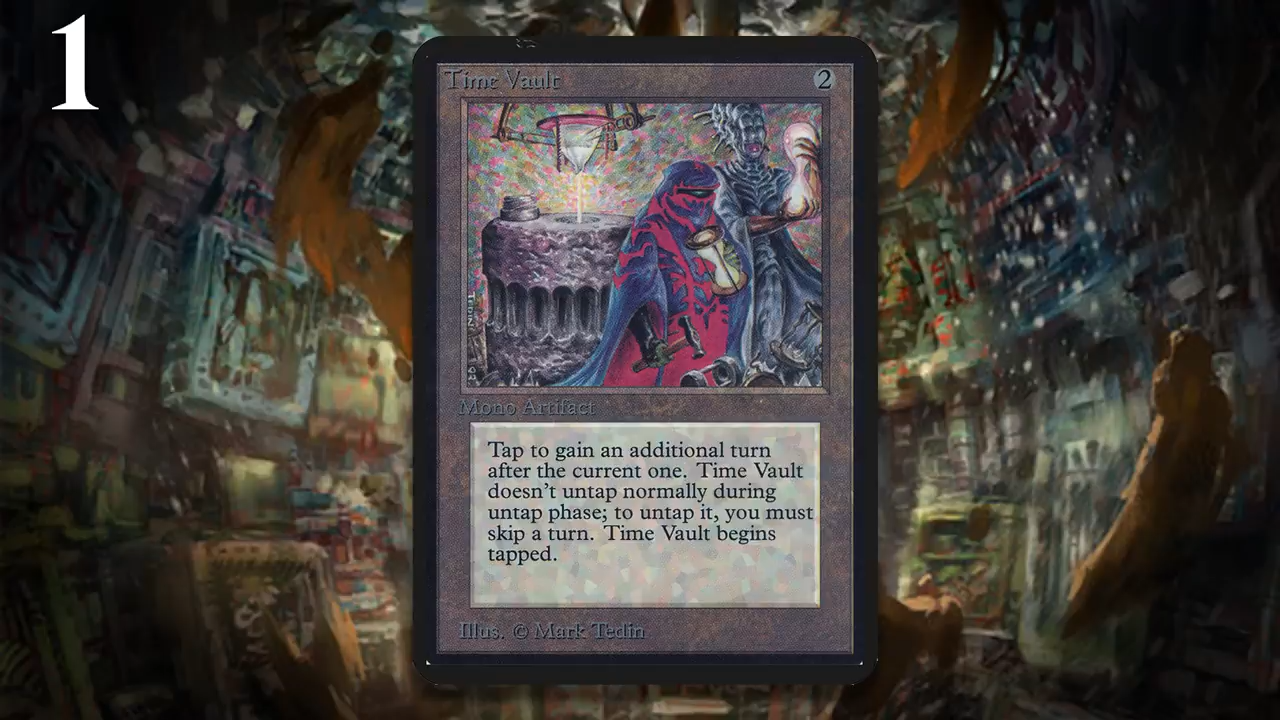 1
Time Vault 2
Mono Artifact
Tap to gain an additional turn
after the current one. Time Vault
doesn't untap normally during
untap phase; to untap it, you must
skip a turn. Time Vault begins
tapped.
Illus. © Mark Tedin